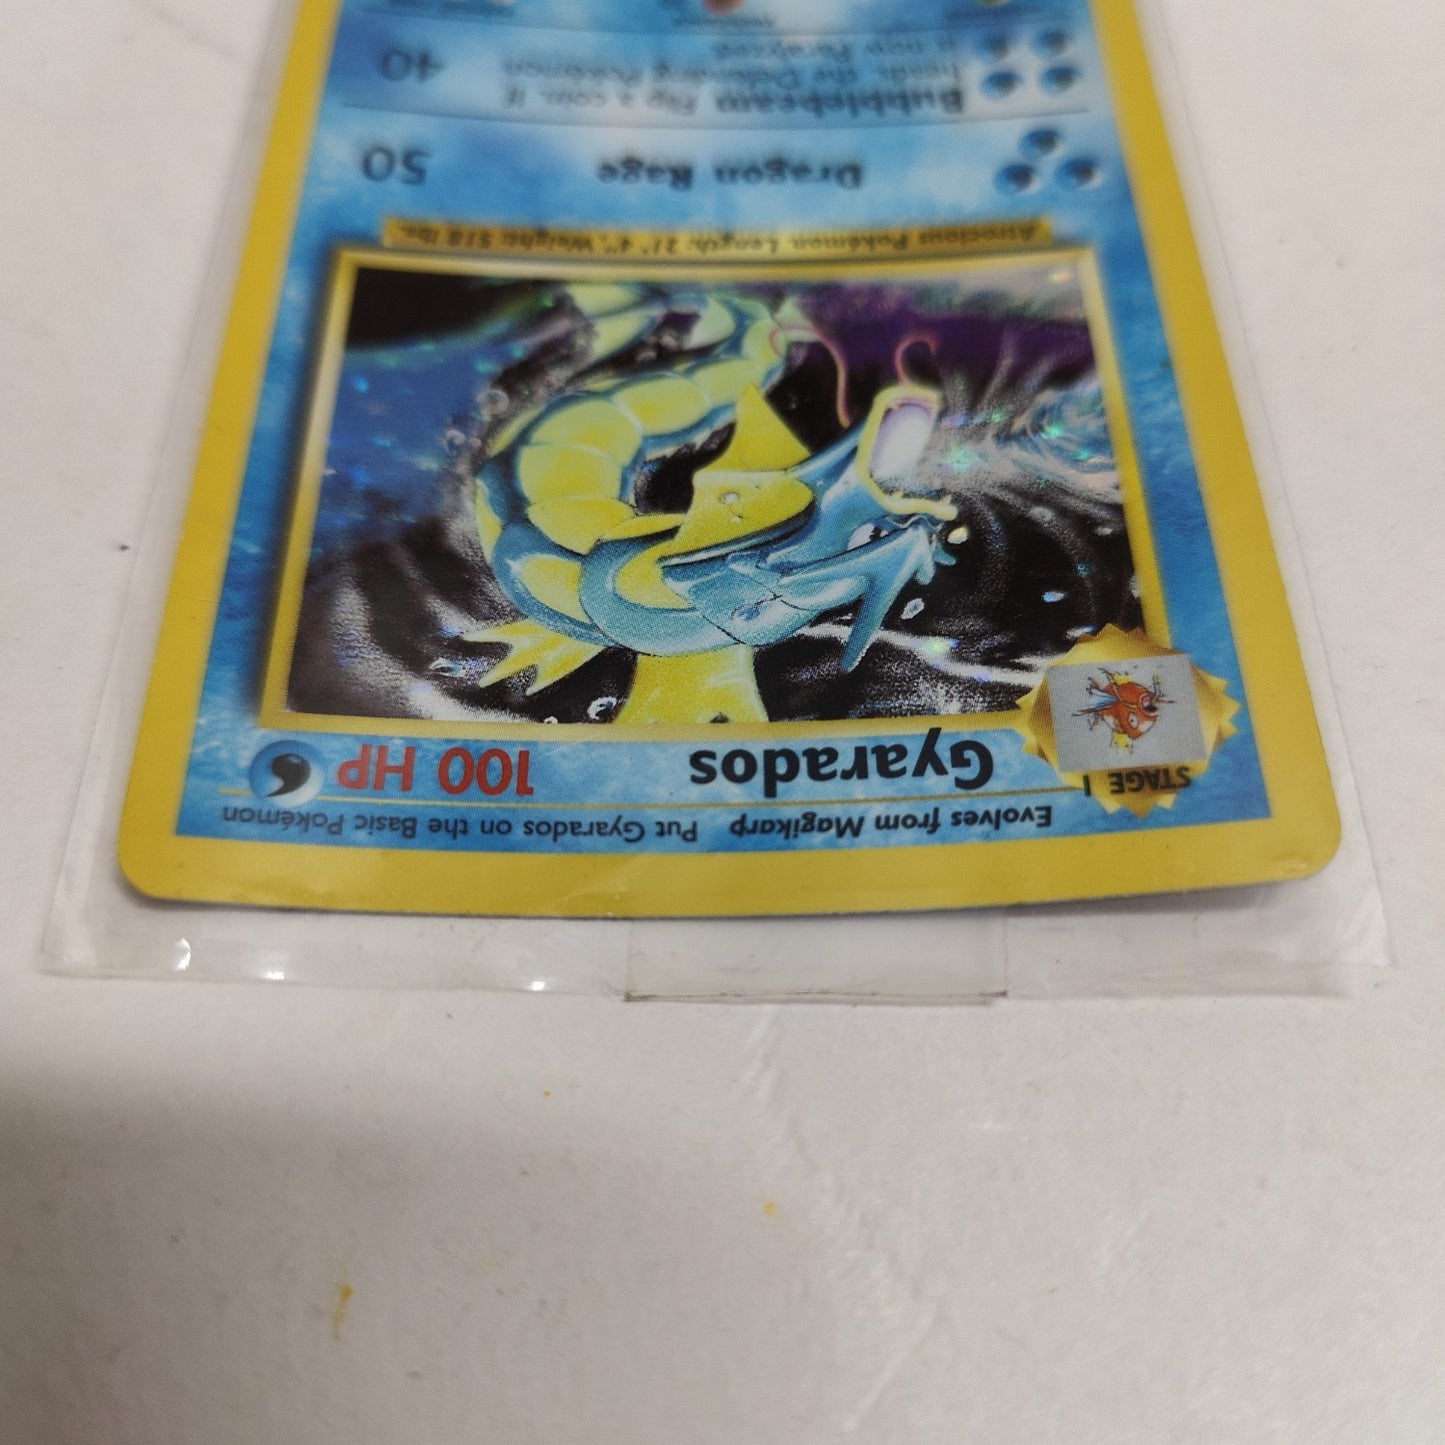 Evolves from Magikarp Put Gyarados on the Basic Pokémon
STAGE 1
Gyarados 100 HP
Atrocious Pokémon. Length: 21' 4", Weight: 518 lbs.
Dragon Rage 50
Bubblebeam Flip a coin. If
heads, the Defending Pokémon
is now Paralyzed.
40